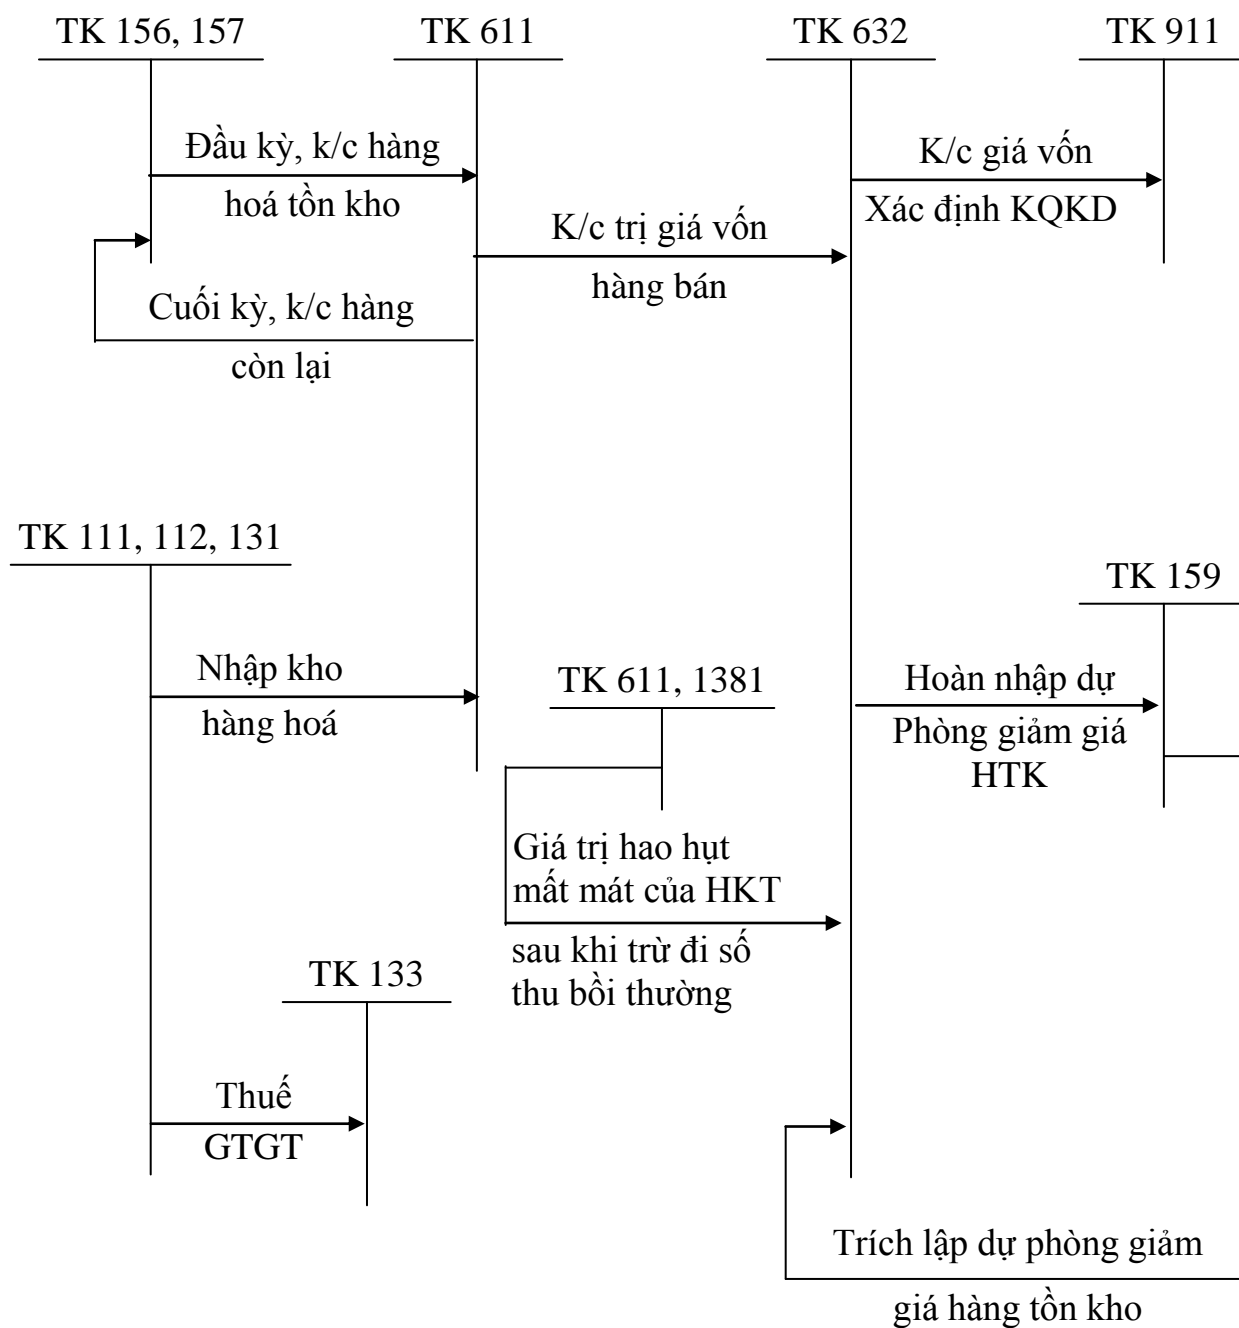 TK 156, 157
TK 611
TK 632
TK 911
Đầu kỳ, k/c hàng
hoá tồn kho
K/c giá vốn
Xác định KQKD
K/c trị giá vốn
hàng bán
Cuối kỳ, k/c hàng
còn lại
TK 111, 112, 131
TK 159
Nhập kho
hàng hoá
TK 611, 1381
Hoàn nhập dự
Phòng giảm giá
HTK
Giá trị hao hụt
mất mát của HKT
sau khi trừ đi số
thu bồi thường
TK 133
Thuế
GTGT
Trích lập dự phòng giảm
giá hàng tồn kho